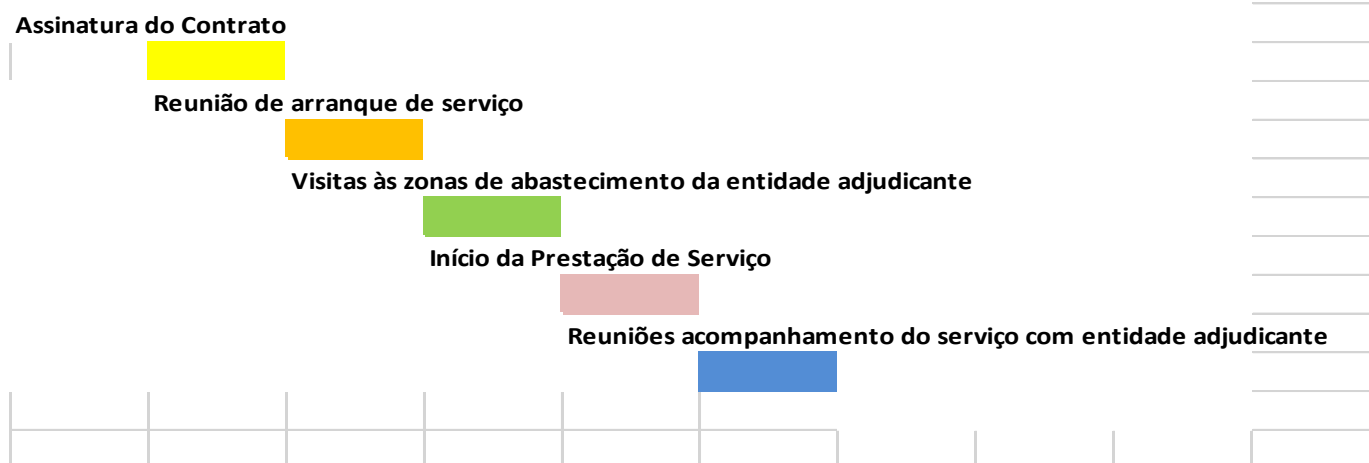 Assinatura do Contrato
Reunião de arranque de serviço
Visitas às zonas de abastecimento da entidade adjudicante
Início da Prestação de Serviço
Reuniões acompanhamento do serviço com entidade adjudicante